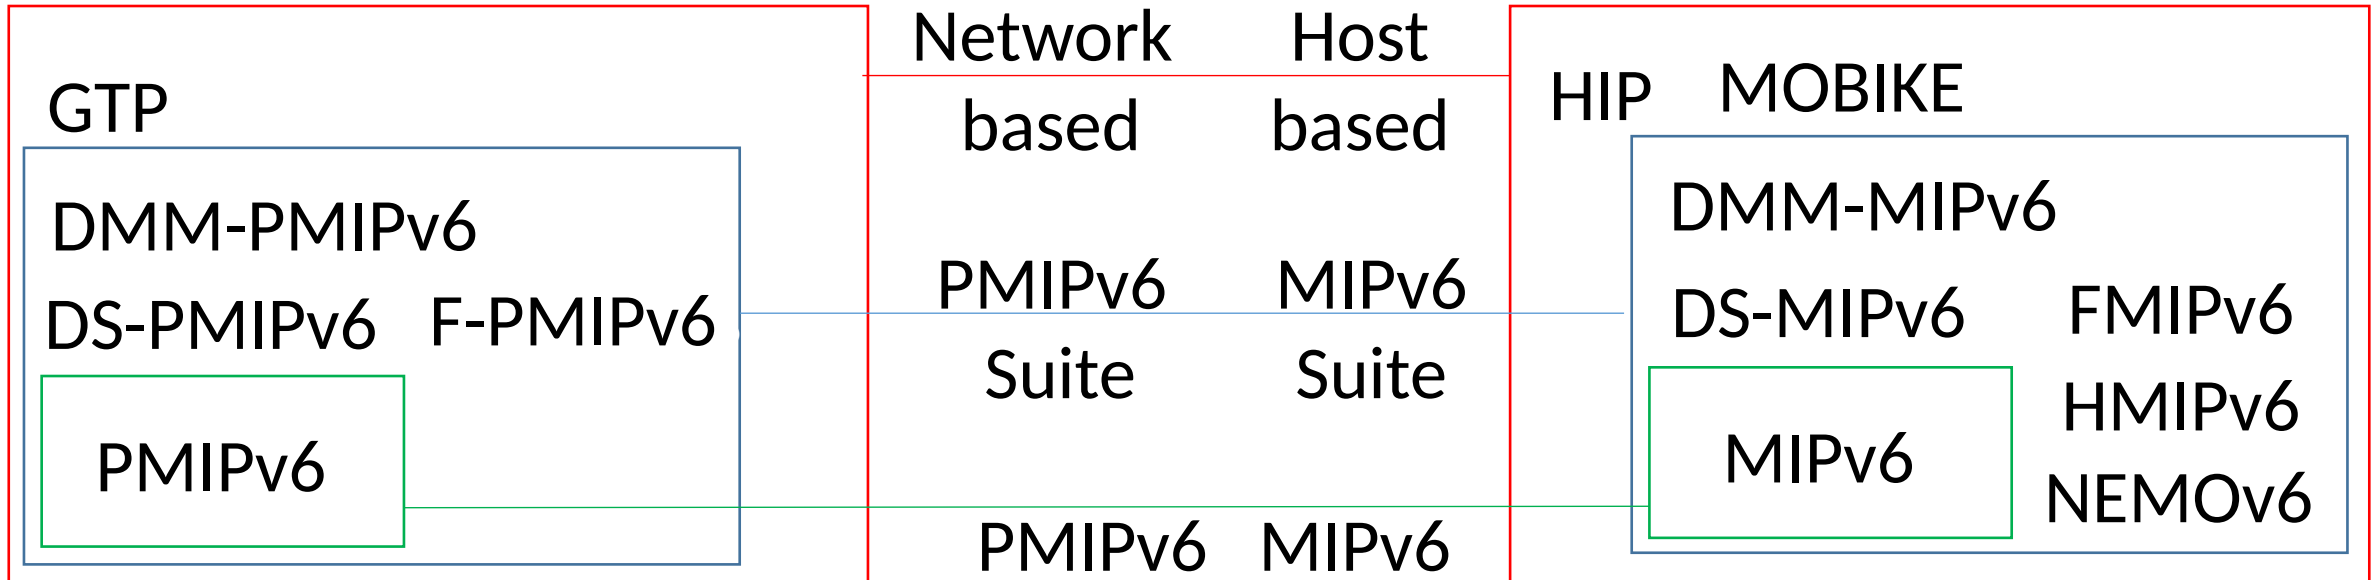 GTP
DMM-PMIPv6
DS-PMIPv6 F-PMIPv6
PMIPv6
Network Host
based based
PMIPv6 MIPv6
Suite Suite
PMIPv6 MIPv6
HIP MOBIKE
DMM-MIPv6
DS-MIPv6 FMIPv6
HMIPv6
MIPv6
NEMOv6